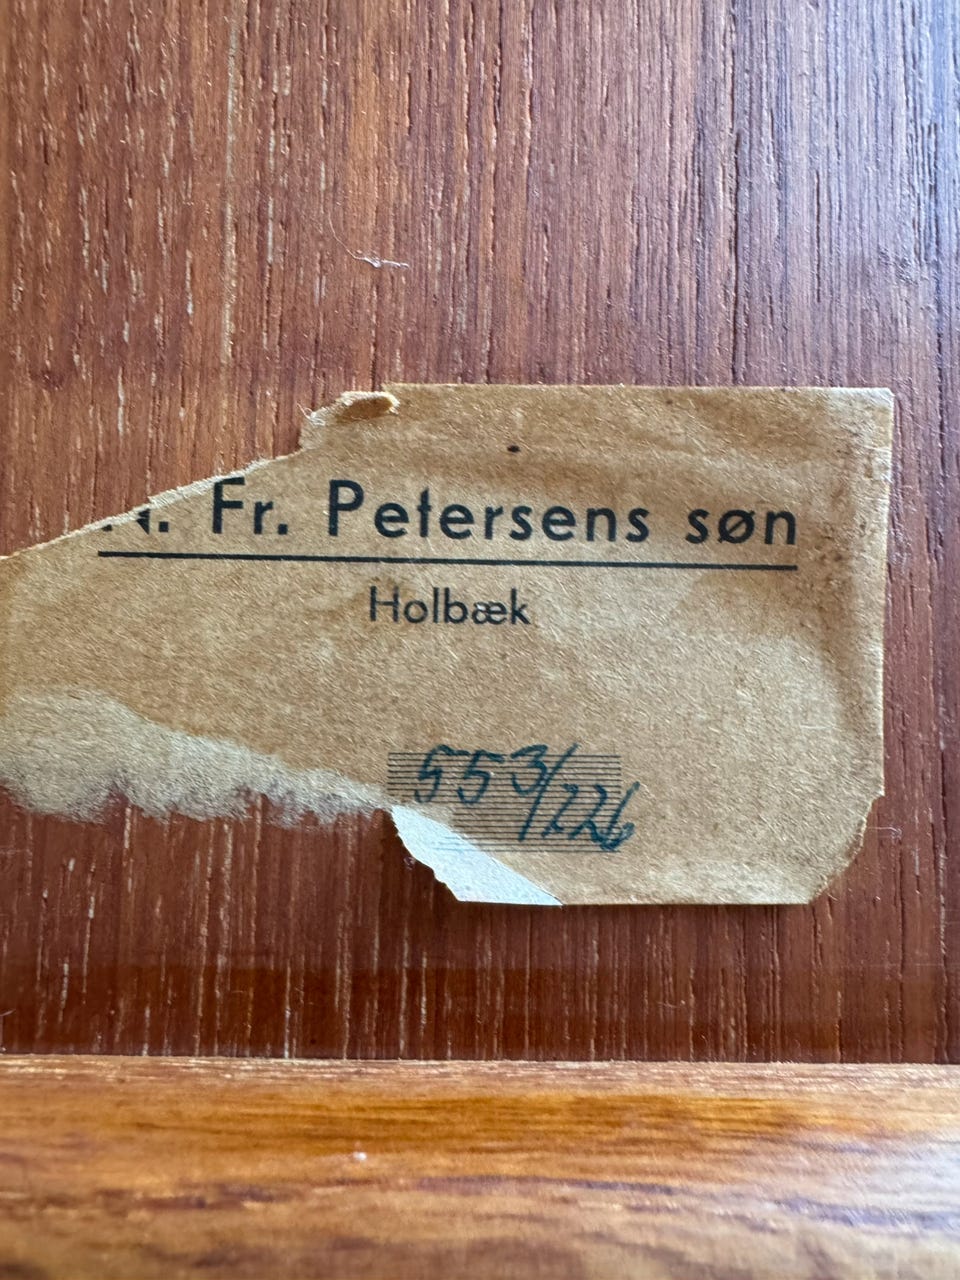 Fr. Petersens søn
Holbæk
553/226